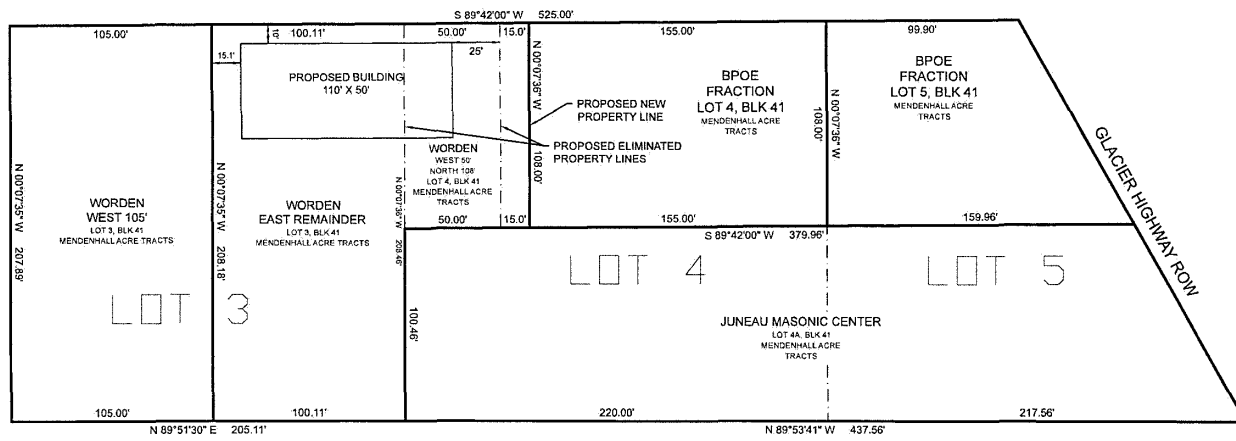 S 89°42'00" W 525.00'
105.00'
100.11'
50.00'
15.0'
155.00'
99.90'
10'
15.1'
25'
PROPOSED BUILDING
110' X 50'
N 00°07'36" W
108.00'
PROPOSED NEW
PROPERTY LINE
PROPOSED ELIMINATED
PROPERTY LINES
BPOE
FRACTION
LOT 4, BLK 41
MENDENHALL ACRE
TRACTS
N 00°07'36" W
108.00'
BPOE
FRACTION
LOT 5, BLK 41
MENDENHALL ACRE
TRACTS
GLACIER HIGHWAY ROW
WORDEN
WEST 50'
NORTH 108'
LOT 4, BLK 41
MENDENHALL ACRE
TRACTS
N 00°07'35" W 207.89'
WORDEN
WEST 105'
LOT 3, BLK 41
MENDENHALL ACRE TRACTS
N 00°07'35" W 208.18'
WORDEN
EAST REMAINDER
LOT 3, BLK 41
MENDENHALL ACRE TRACTS
N 00°07'36" W 208.46'
50.00'
15.0'
155.00'
159.96'
S 89°42'00" W 379.96'
LOT 3
LOT 4
LOT 5
100.46'
JUNEAU MASONIC CENTER
LOT 4A, BLK 41
MENDENHALL ACRE
TRACTS
105.00'
100.11'
220.00'
217.56'
N 89°51'30" E 205.11'
N 89°53'41" W 437.56'